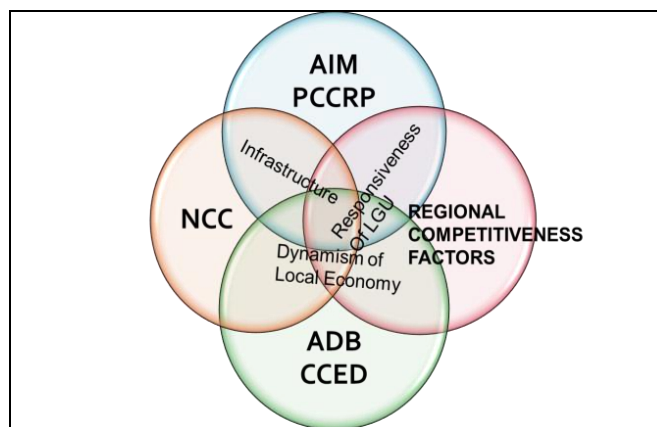 AIM
PCCRP
Infrastructure
Responsiveness
Of LGU
NCC
REGIONAL
COMPETITIVENESS
FACTORS
Dynamism of
Local Economy
ADB
CCED